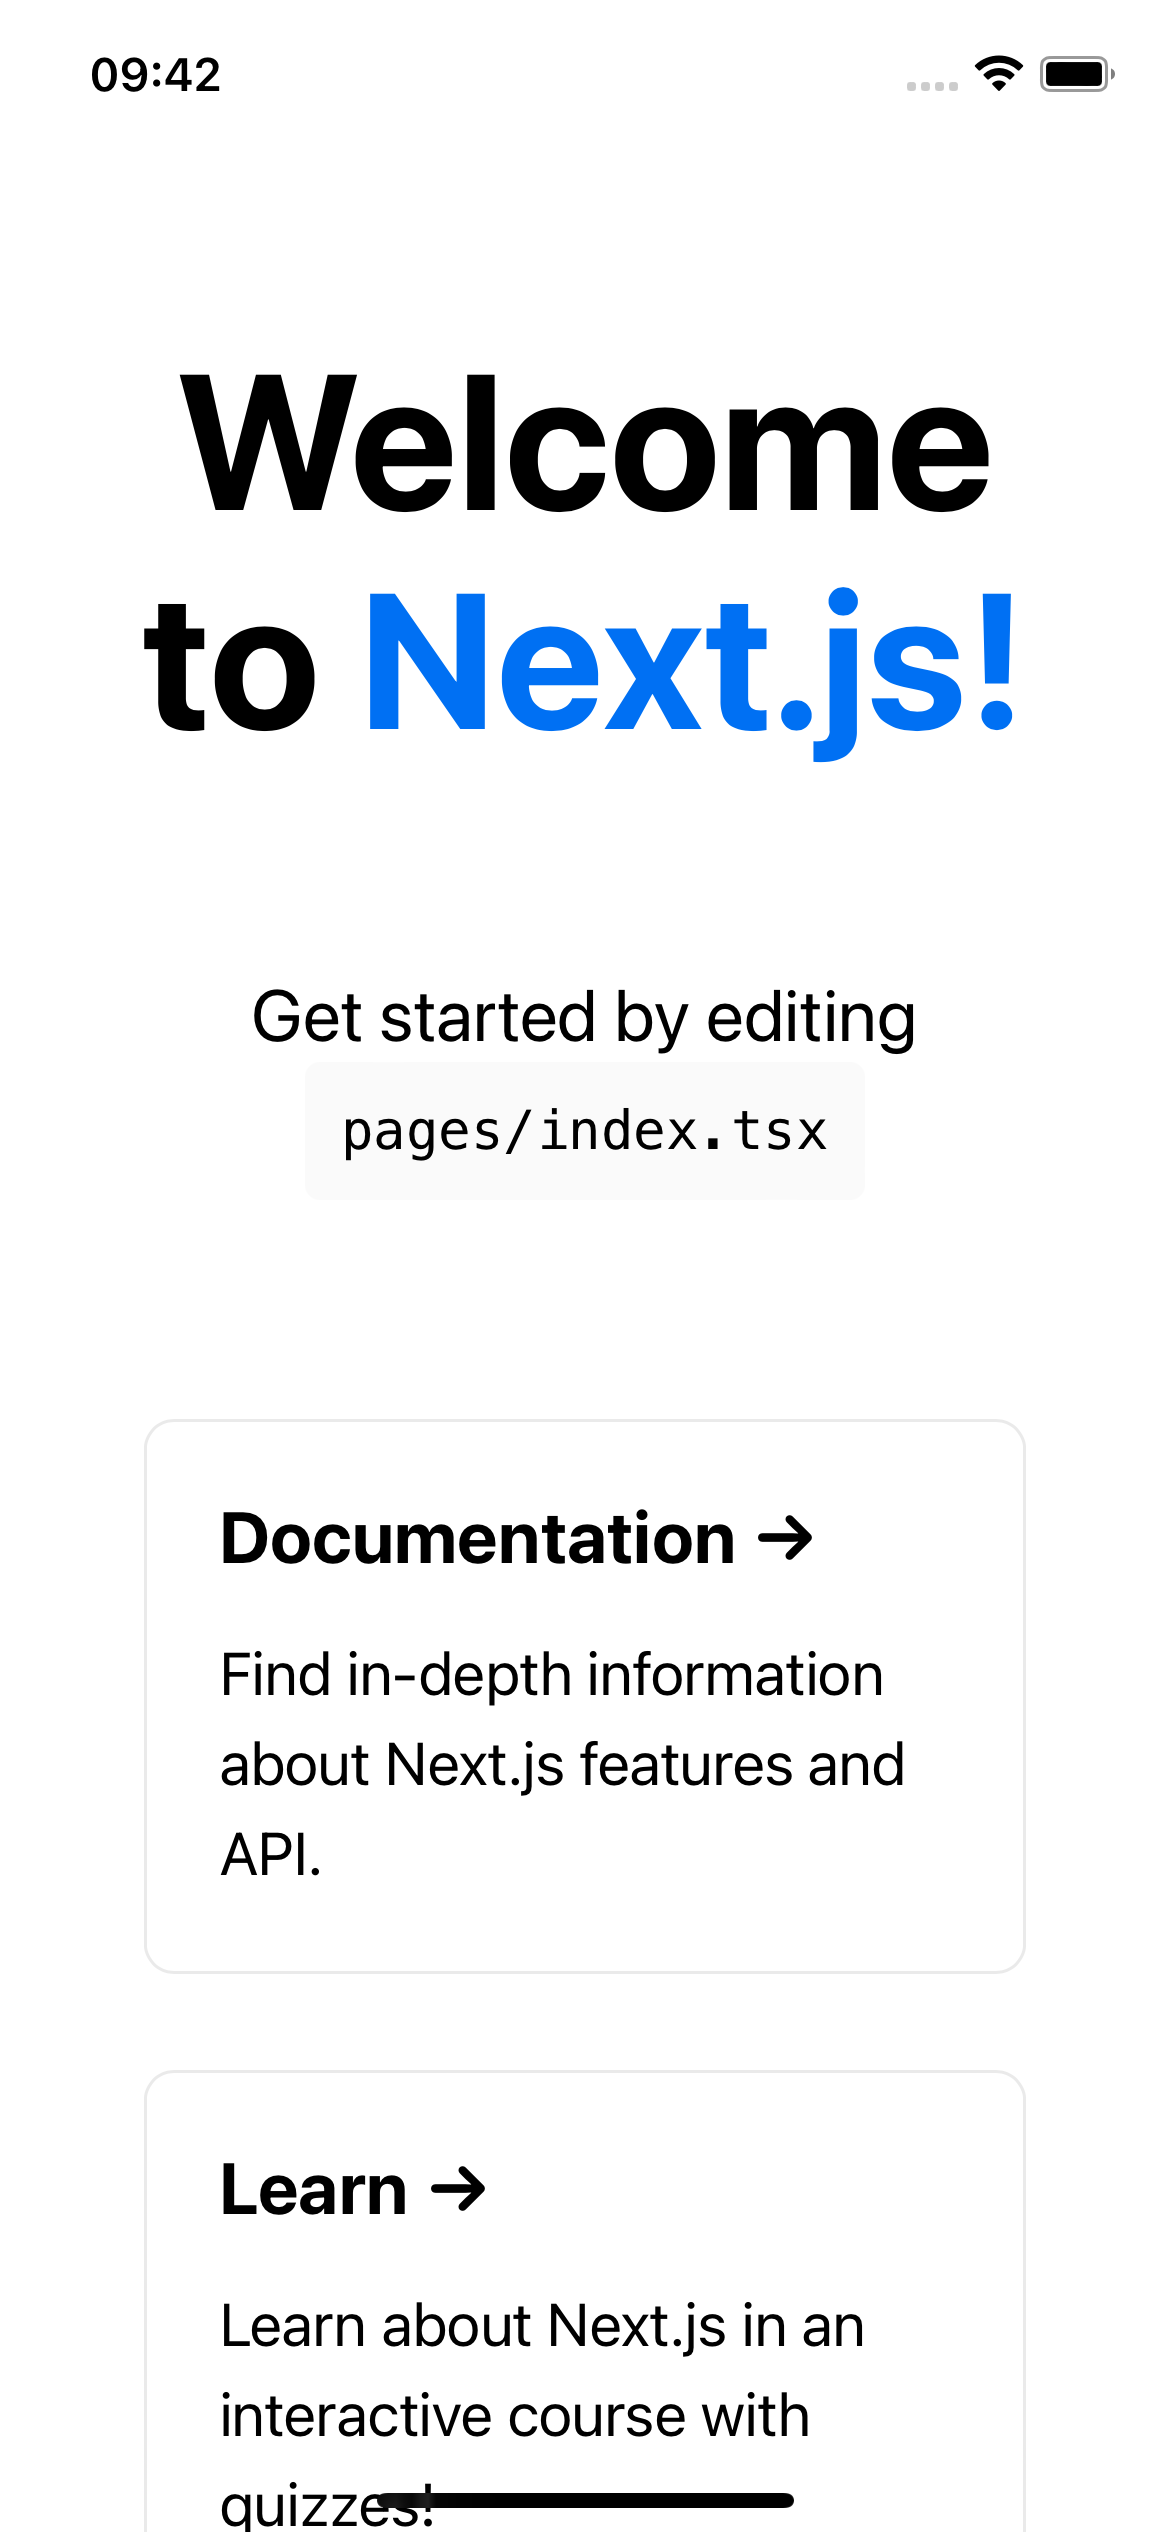 09:42
Welcome
to Next.js!
Get started by editing
pages/index.tsx
Documentation →
Find in-depth information
about Next.js features and
API.
Learn →
Learn about Next.js in an
interactive course with
quizzes!